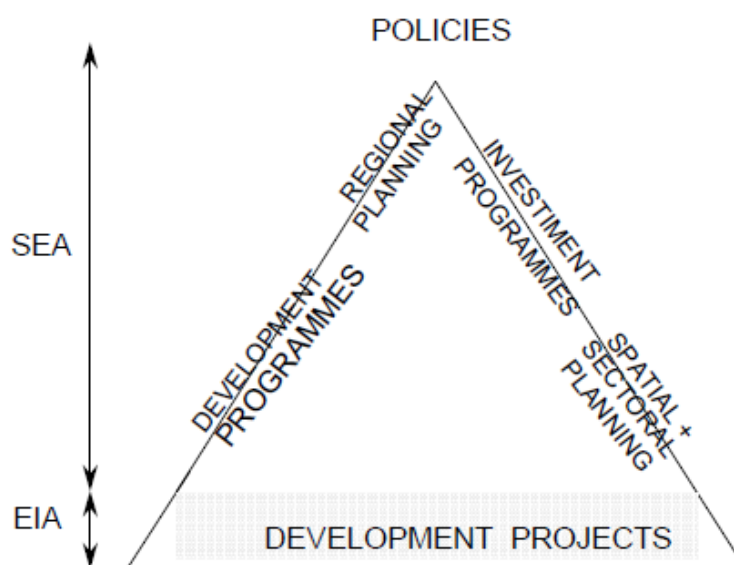 POLICIES
REGIONAL
PLANNING
INVESTIMENT
PROGRAMMES
SEA
DEVELOPMENT
PROGRAMMES
SPATIAL +
SECTORAL
PLANNING
EIA
DEVELOPMENT PROJECTS